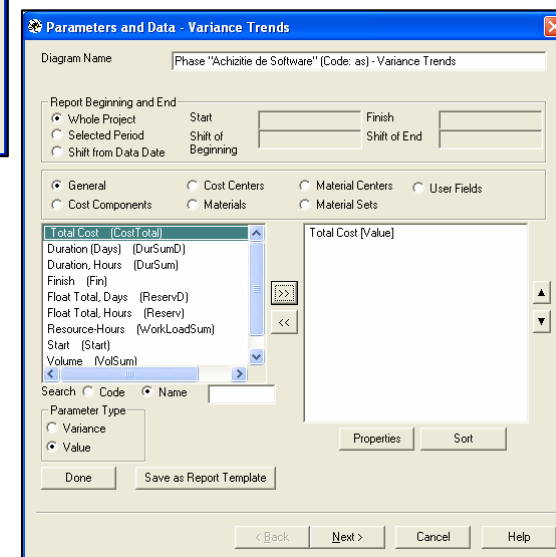 Parameters and Data - Variance Trends
Diagram Name
Phase "Achizitie de Software" (Code: as) - Variance Trends
Report Beginning and End
Whole Project
Start
Finish
Selected Period
Shift of Beginning
Shift of End
Shift from Data Date
General
Cost Centers
Material Centers
User Fields
Cost Components
Materials
Material Sets
Total Cost (CostTotal)
Duration (Days) (DurSumD)
Duration, Hours (DurSum)
Finish (Fin)
Float Total, Days (ReservD)
Float Total, Hours (Reserv)
Resource-Hours (WorkLoadSum)
Start (Start)
Volume (VolSum)
>>
<<
Total Cost [Value]
Search
Code
Name
Parameter Type
Variance
Value
Properties
Sort
Done
Save as Report Template
< Back
Next >
Cancel
Help